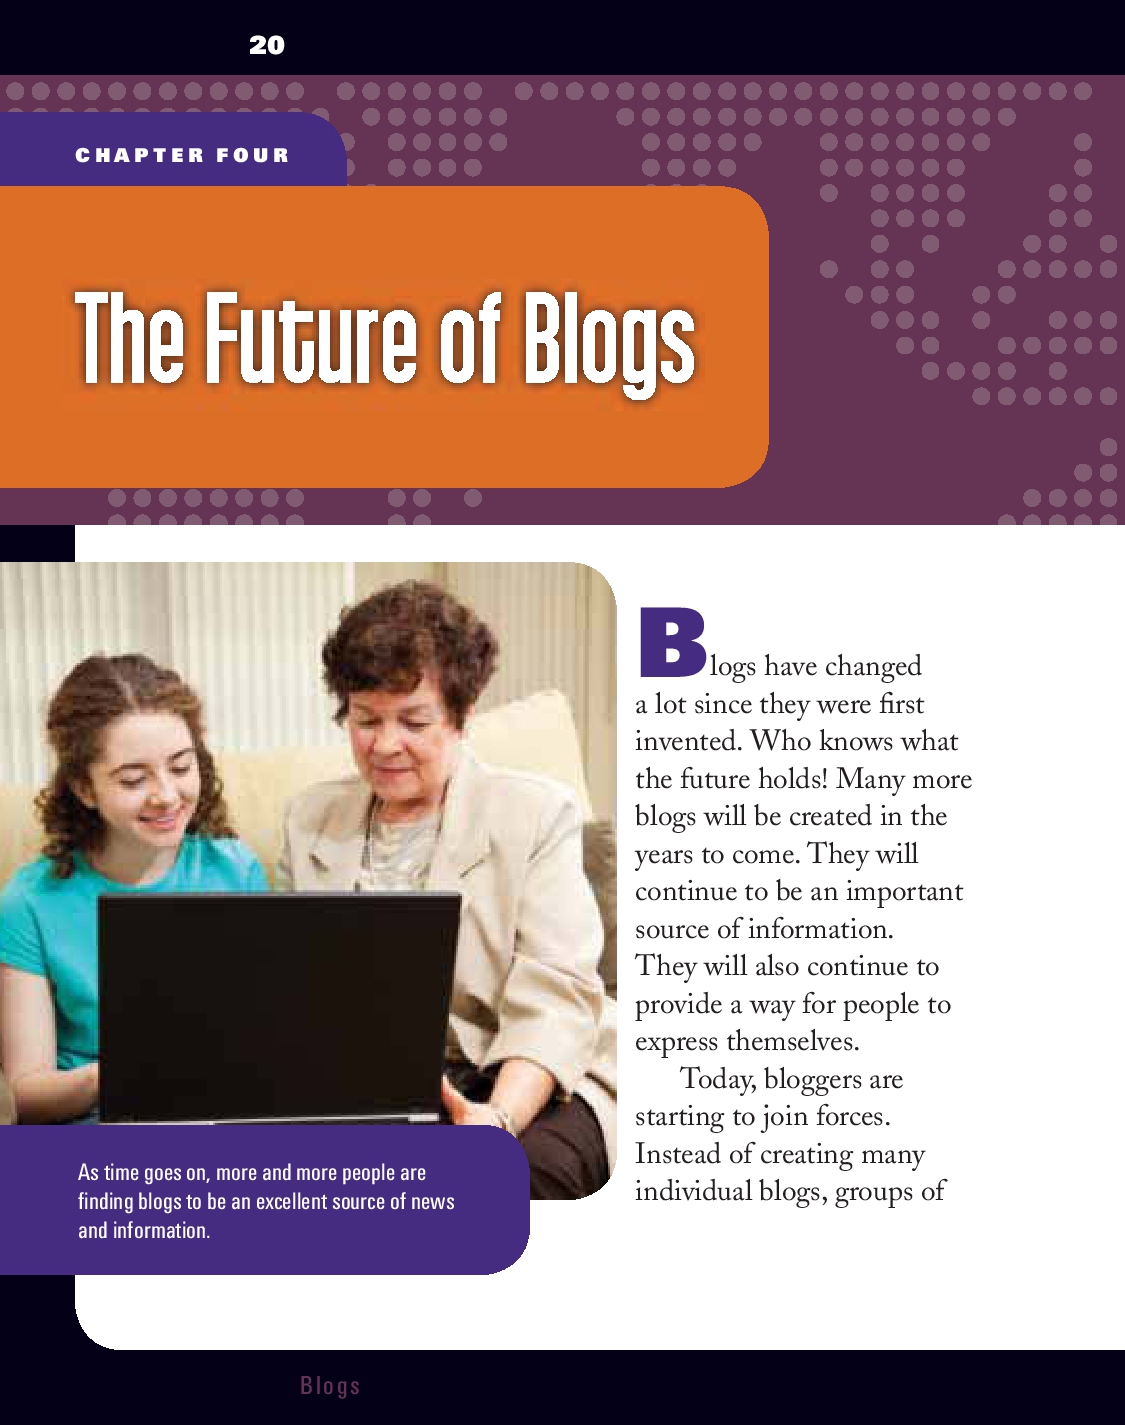 20
CHAPTER FOUR
The Future of Blogs
Blogs have changed
a lot since they were first
invented. Who knows what
the future holds! Many more
blogs will be created in the
years to come. They will
continue to be an important
source of information.
They will also continue to
provide a way for people to
express themselves.
Today, bloggers are
starting to join forces.
Instead of creating many
individual blogs, groups of
As time goes on, more and more people are
finding blogs to be an excellent source of news
and information.
Blogs